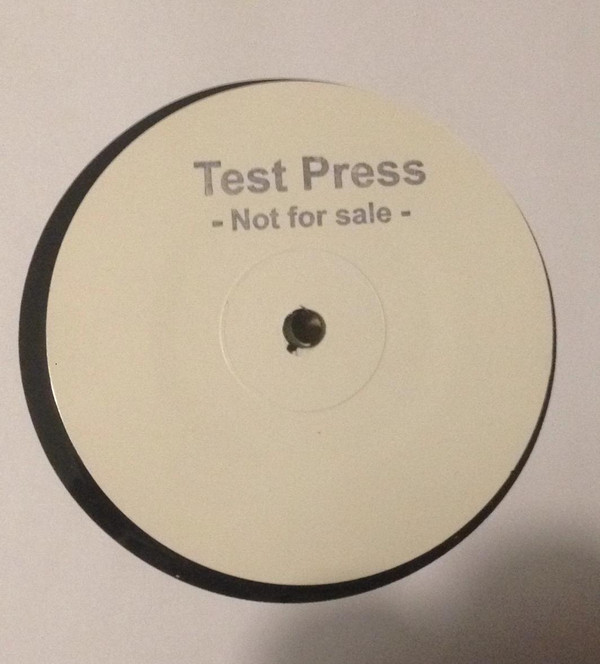 Test Press
- Not for sale -